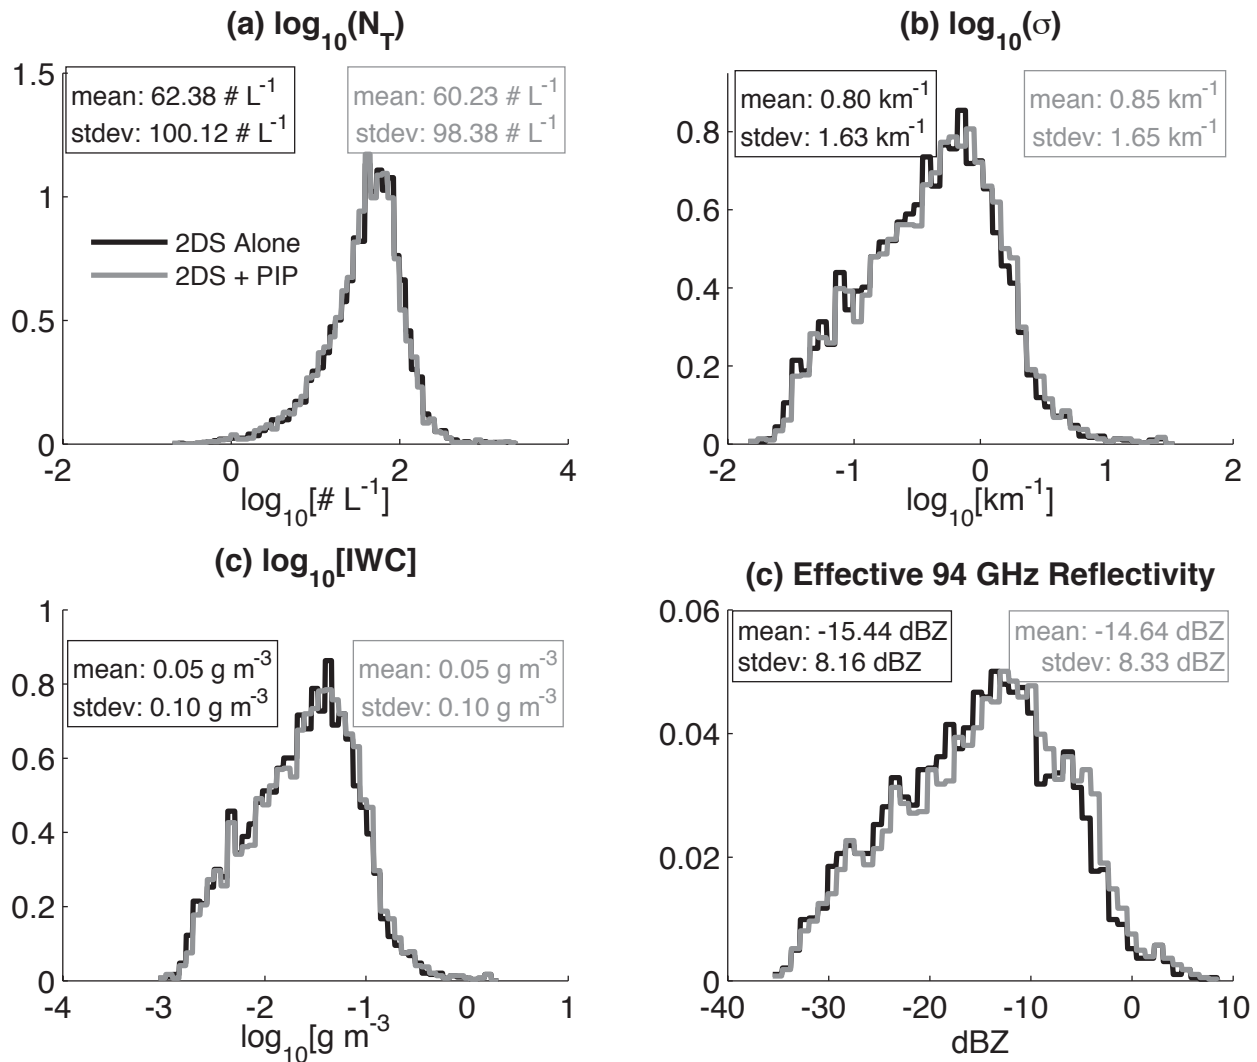 (a) log10(NT)
1.5
1
0.5
0
mean: 62.38 # L-1
stdev: 100.12 # L-1
mean: 60.23 # L-1
stdev: 98.38 # L-1
2DS Alone
2DS + PIP
-2 0 2 4
log10[# L-1]
(b) log10(σ)
0.8
0.6
0.4
0.2
0
mean: 0.80 km-1
stdev: 1.63 km-1
mean: 0.85 km-1
stdev: 1.65 km-1
-2 -1 0 1 2
log10[km-1]
(c) log10[IWC]
1
0.8
0.6
0.4
0.2
0
mean: 0.05 g m-3
stdev: 0.10 g m-3
mean: 0.05 g m-3
stdev: 0.10 g m-3
-4 -3 -2 -1 0 1
log10[g m-3
(c) Effective 94 GHz Reflectivity
0.06
0.04
0.02
0
mean: -15.44 dBZ
stdev: 8.16 dBZ
mean: -14.64 dBZ
stdev: 8.33 dBZ
-40 -30 -20 -10 0 10
dBZ